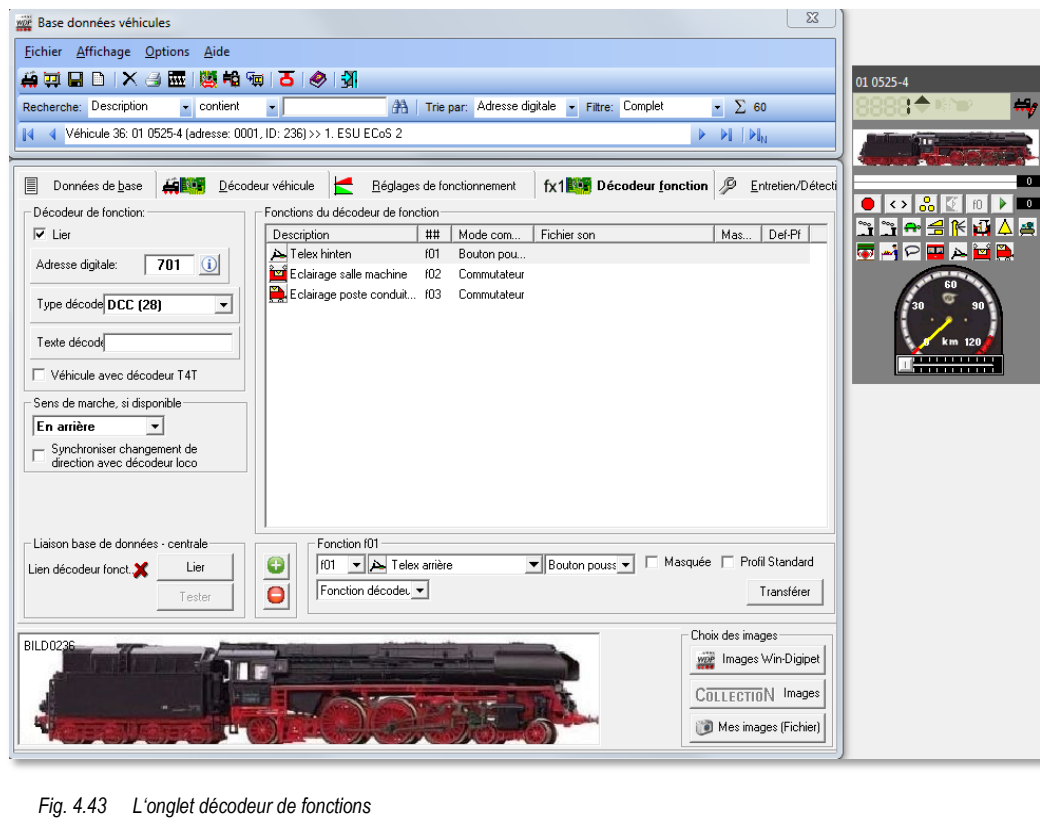 Base données véhicules
Fichier Affichage Options Aide
Recherche: Description contient Trie par: Adresse digitale Filtre: Complet Σ 60
Véhicule 36: 01 0525-4 (adresse: 0001, ID: 236) >> 1. ESU ECoS 2
Données de base Décodeur véhicule Réglages de fonctionnement fx1 Décodeur fonction Entretien/Détecti
Décodeur de fonction:
Lier
Adresse digitale: 701
Type décode DCC (28)
Texte décod
Véhicule avec décodeur T4T
Sens de marche, si disponible
En arrière
Synchroniser changement de
direction avec décodeur loco
Fonctions du décodeur de fonction
Description ## Mode com... Fichier son Mas... Def-Pf
Telex hinten f01 Bouton pou...
Eclairage salle machine f02 Commutateur
Eclairage poste conduit... f03 Commutateur
Liaison base de données - centrale
Lien décodeur fonct. Lier
Tester
Fonction f01
f01 Telex arrière Bouton pouss Masquée Profil Standard
Fonction décodeu Transférer
BILD0236
Choix des images
WDP Images Win-Digipet
COLLECTION Images
Mes images (Fichier)
01 0525-4
0
f0 0
30 60 90
0 km 120
Fig. 4.43 L‘onglet décodeur de fonctions